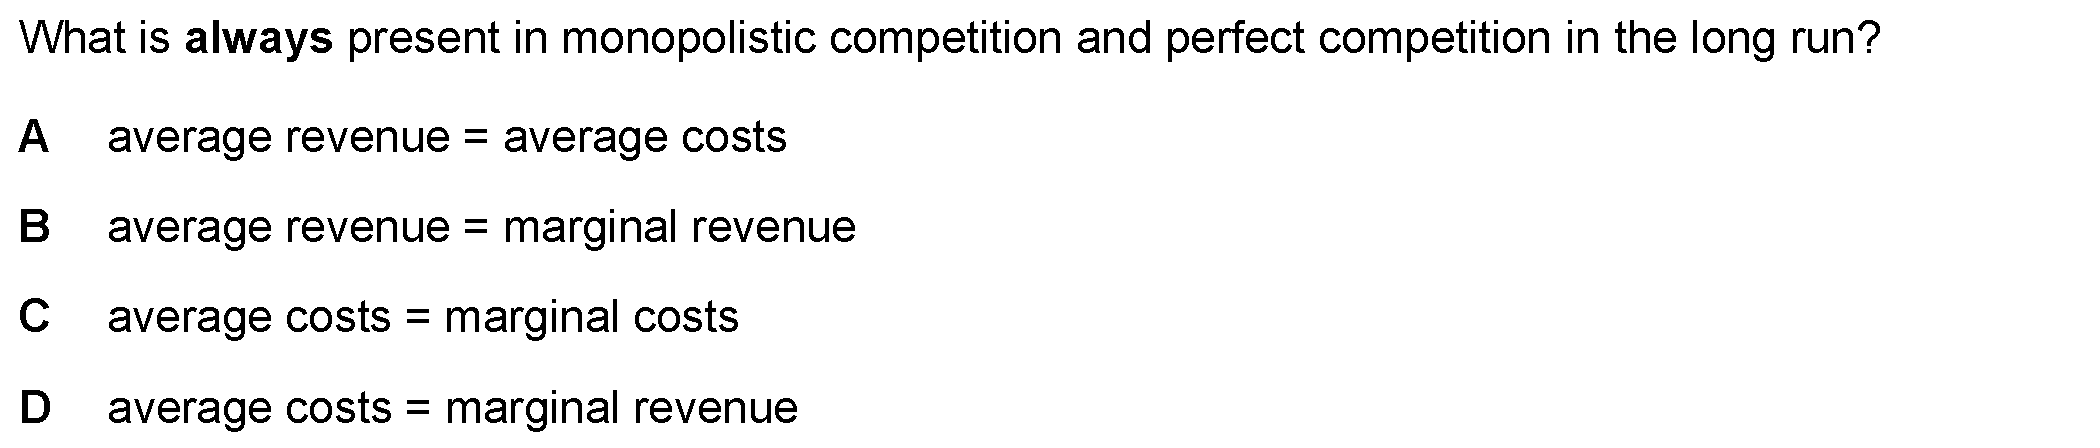 What is always present in monopolistic competition and perfect competition in the long run?
A average revenue = average costs
B average revenue = marginal revenue
C average costs = marginal costs
D average costs = marginal revenue